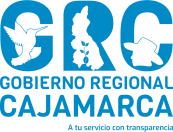 GRC
GOBIERNO REGIONAL
CAJAMARCA
A tu servicio con transparencia